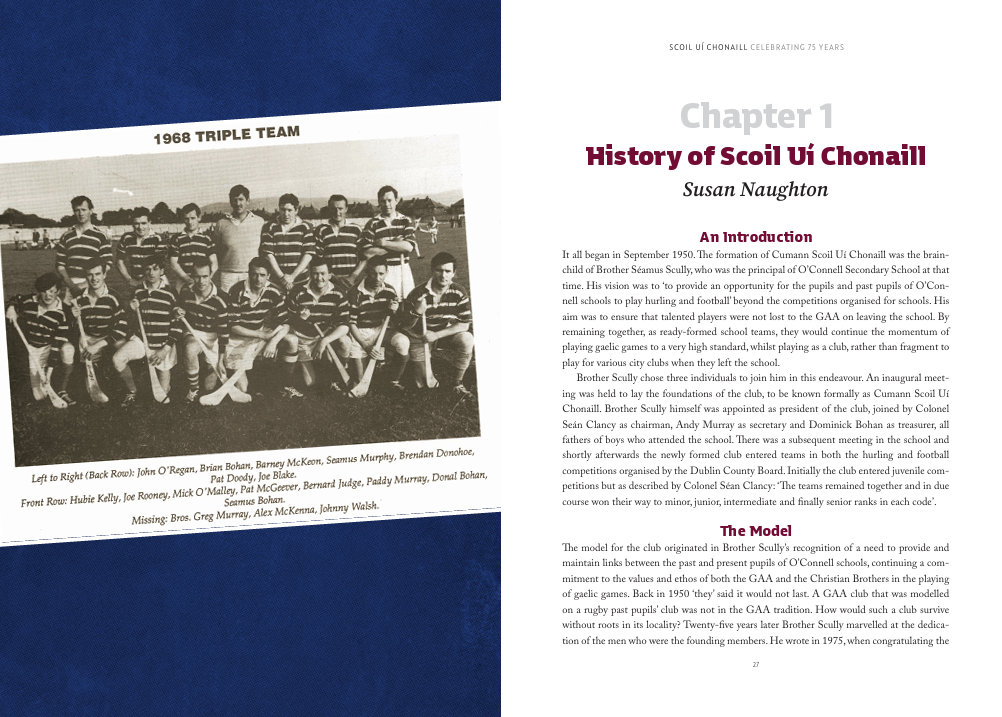 1968 TRIPLE TEAM
Left to Right (Back Row): John O'Regan, Brian Bohan, Barney McKeon, Seamus Murphy, Brendan Donohoe,
Pat Doody, Joe Blake.
Front Row: Hubie Kelly, Joe Rooney, Mick O'Malley, Pat McGeever, Bernard Judge, Paddy Murray, Donal Bohan,
Seamus Bohan.
Missing: Bros. Greg Murray, Alex McKenna, Johnny Walsh.
SCOIL UÍ CHONAILL CELEBRATING 75 YEARS
Chapter 1
History of Scoil Uí Chonaill
Susan Naughton
An Introduction
It all began in September 1950. The formation of Cumann Scoil Uí Chonaill was the brain-
child of Brother Séamus Scully, who was the principal of O'Connell Secondary School at that
time. His vision was to 'to provide an opportunity for the pupils and past pupils of O'Con-
nell schools to play hurling and football' beyond the competitions organised for schools. His
aim was to ensure that talented players were not lost to the GAA on leaving the school. By
remaining together, as ready-formed school teams, they would continue the momentum of
playing gaelic games to a very high standard, whilst playing as a club, rather than fragment to
play for various city clubs when they left the school.
Brother Scully chose three individuals to join him in this endeavour. An inaugural meet-
ing was held to lay the foundations of the club, to be known formally as Cumann Scoil Uí
Chonaill. Brother Scully himself was appointed as president of the club, joined by Colonel
Seán Clancy as chairman, Andy Murray as secretary and Dominick Bohan as treasurer, all
fathers of boys who attended the school. There was a subsequent meeting in the school and
shortly afterwards the newly formed club entered teams in both the hurling and football
competitions organised by the Dublin County Board. Initially the club entered juvenile com-
petitions but as described by Colonel Seán Clancy: 'The teams remained together and in due
course won their way to minor, junior, intermediate and finally senior ranks in each code'.
The Model
The model for the club originated in Brother Scully's recognition of a need to provide and
maintain links between the past and present pupils of O'Connell schools, continuing a com-
mitment to the values and ethos of both the GAA and the Christian Brothers in the playing
of gaelic games. Back in 1950 'they' said it would not last. A GAA club that was modelled
on a rugby past pupils' club was not in the GAA tradition. How would such a club survive
without roots in its locality? Twenty-five years later Brother Scully marvelled at the dedica-
tion of the men who were the founding members. He wrote in 1975, when congratulating the
27